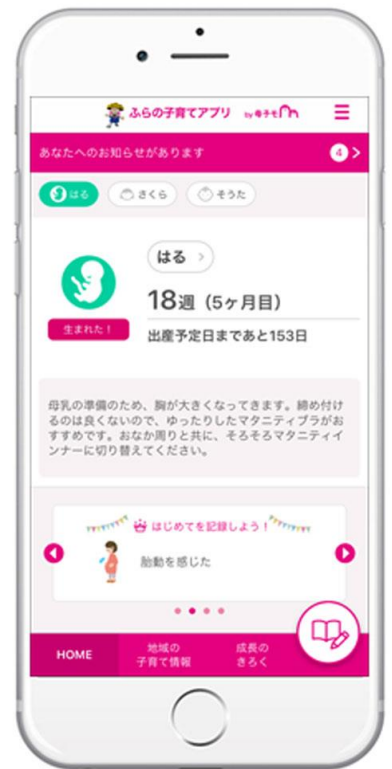 ふらの子育てアプリ by 母子モ
あなたへのお知らせがあります 4
はる さくら そうた
はる
18週（5ヶ月目）
生まれた！
出産予定日まであと153日
母乳の準備のため、胸が大きくなってきます。締め付け
るのは良くないので、ゆったりしたマタニティブラがお
すすめです。おなか周りと共に、そろそろマタニティイ
ンナーに切り替えてください。
はじめてを記録しよう！
胎動を感じた
HOME
地域の
子育て情報
成長の
きろく